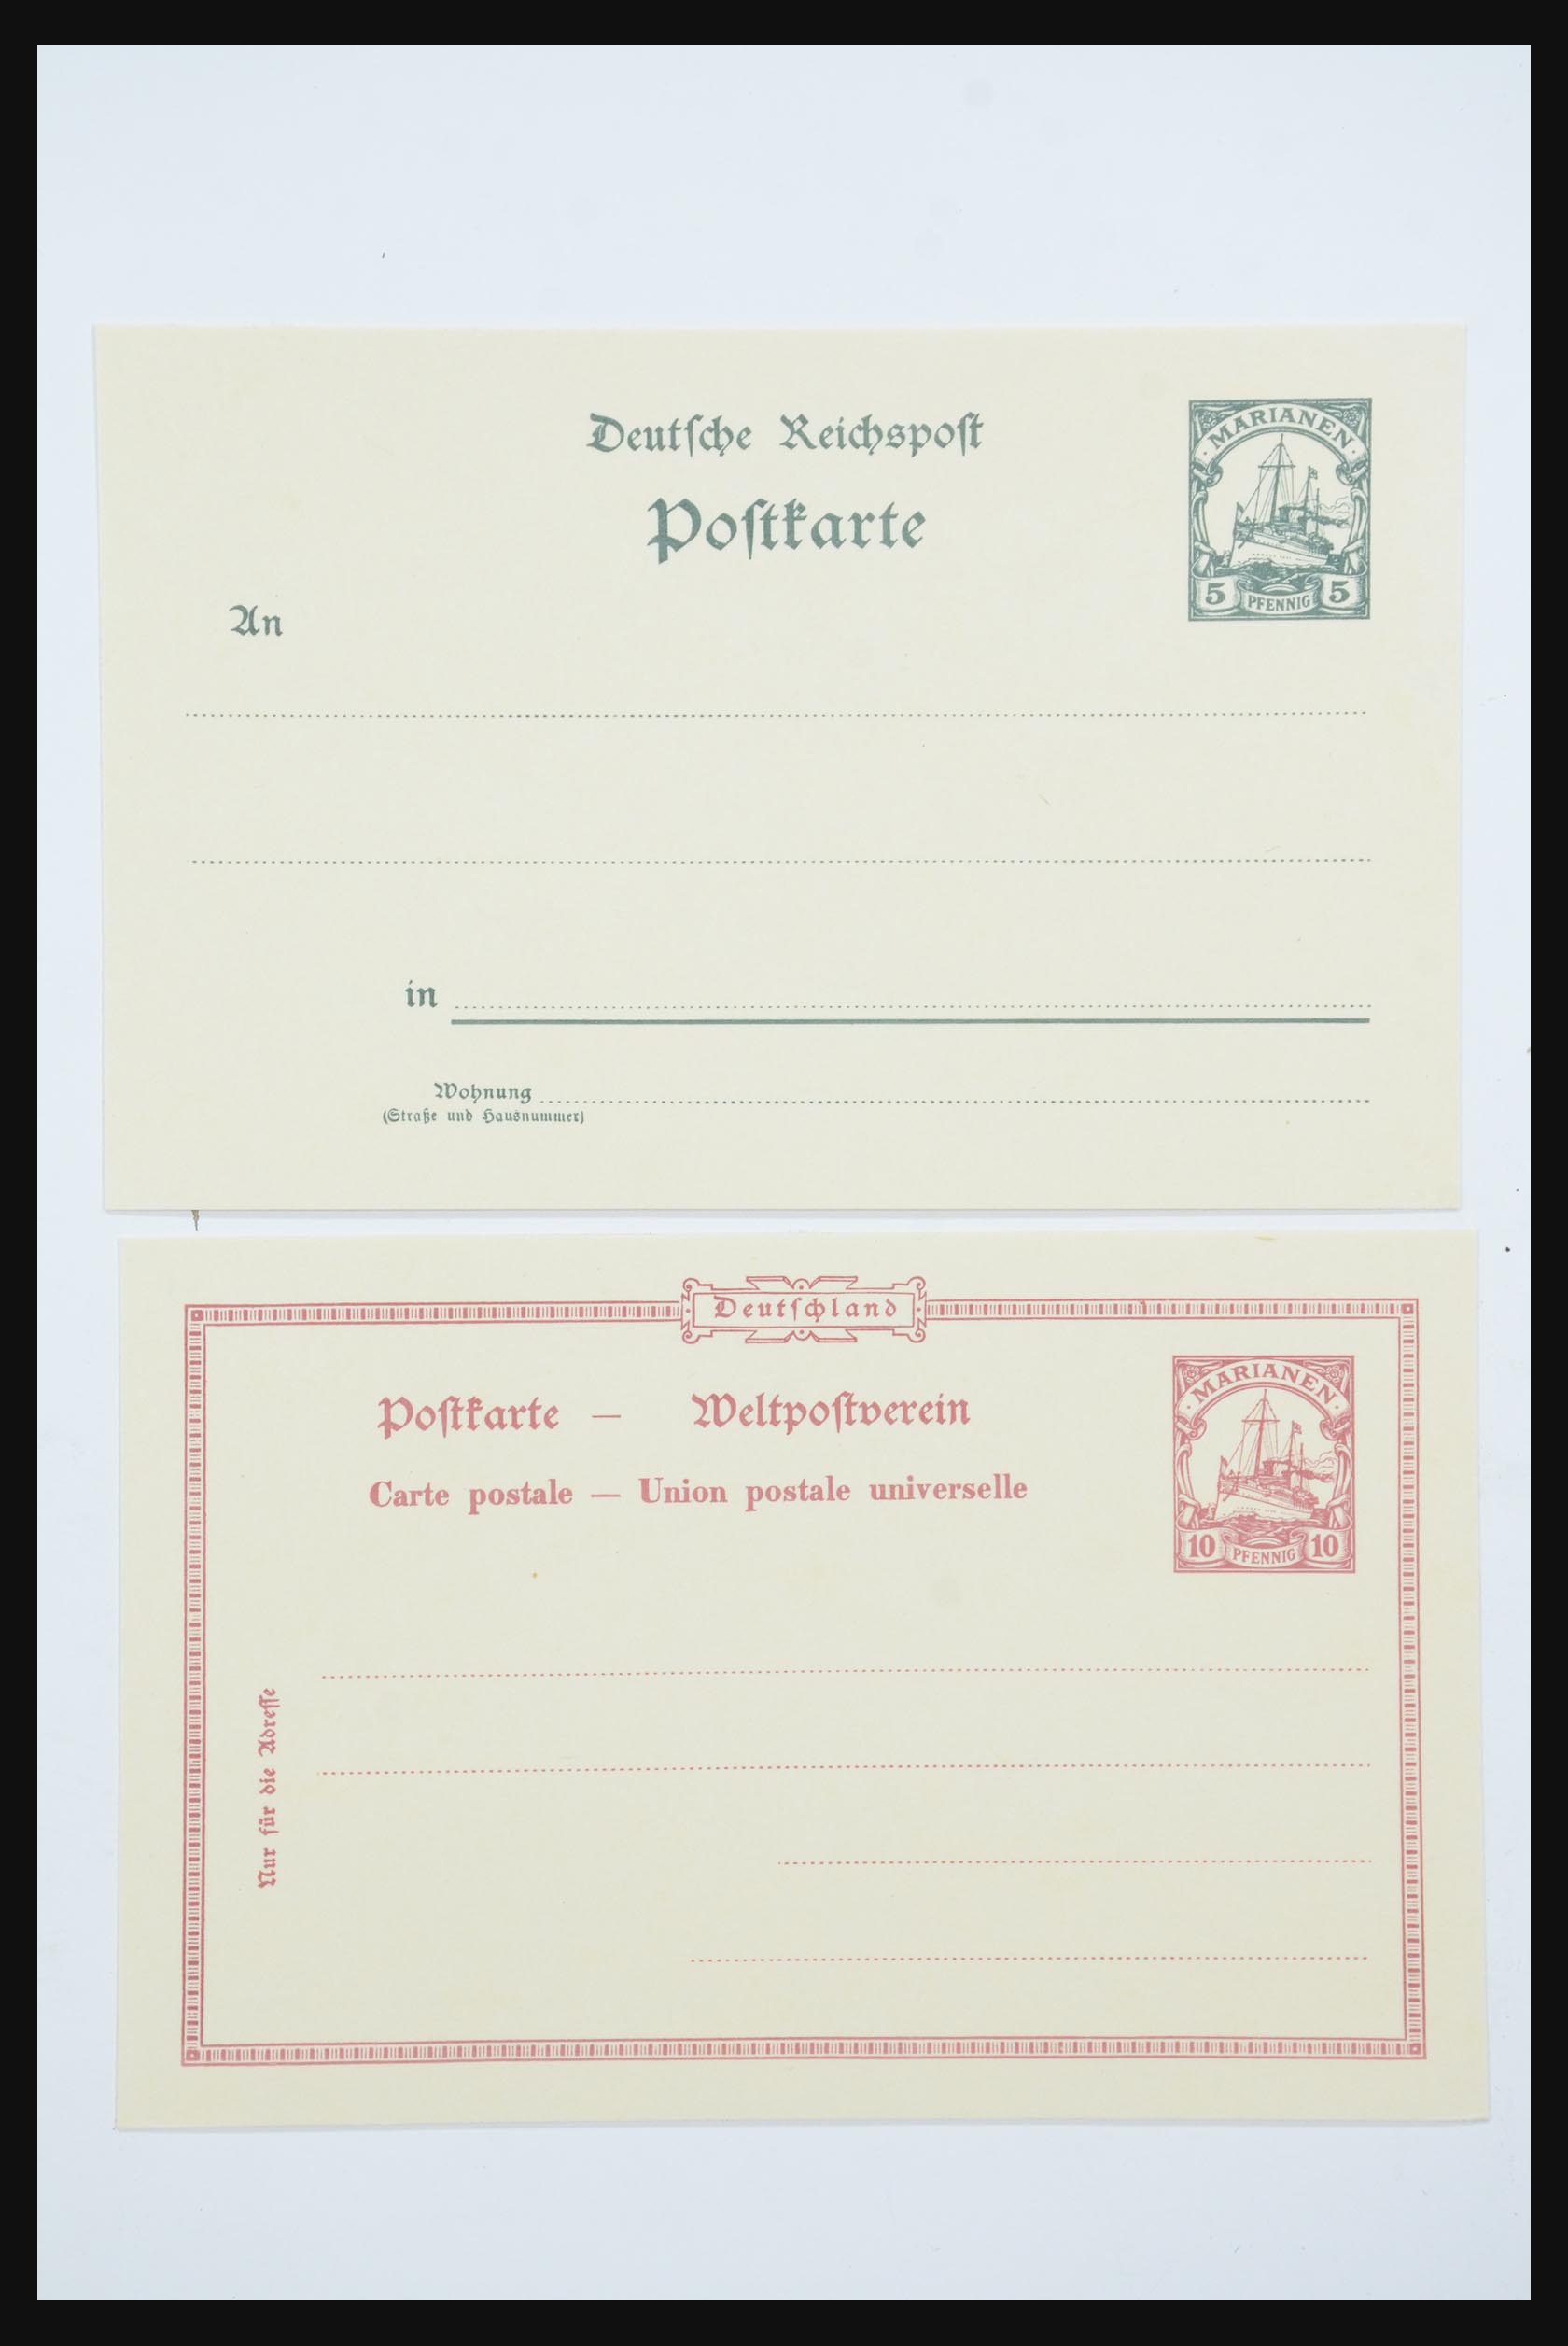 Deutſche Reichspoſt
Poſtkarte
MARIANEN
5 PFENNIG 5
An
in
Wohnung
(Straße und Hausnummer)
Deutſchland
Poſtkarte — Weltpoſtverein
Carte postale — Union postale universelle
MARIANEN
10 PFENNIG 10
Nur für die Adreſſe